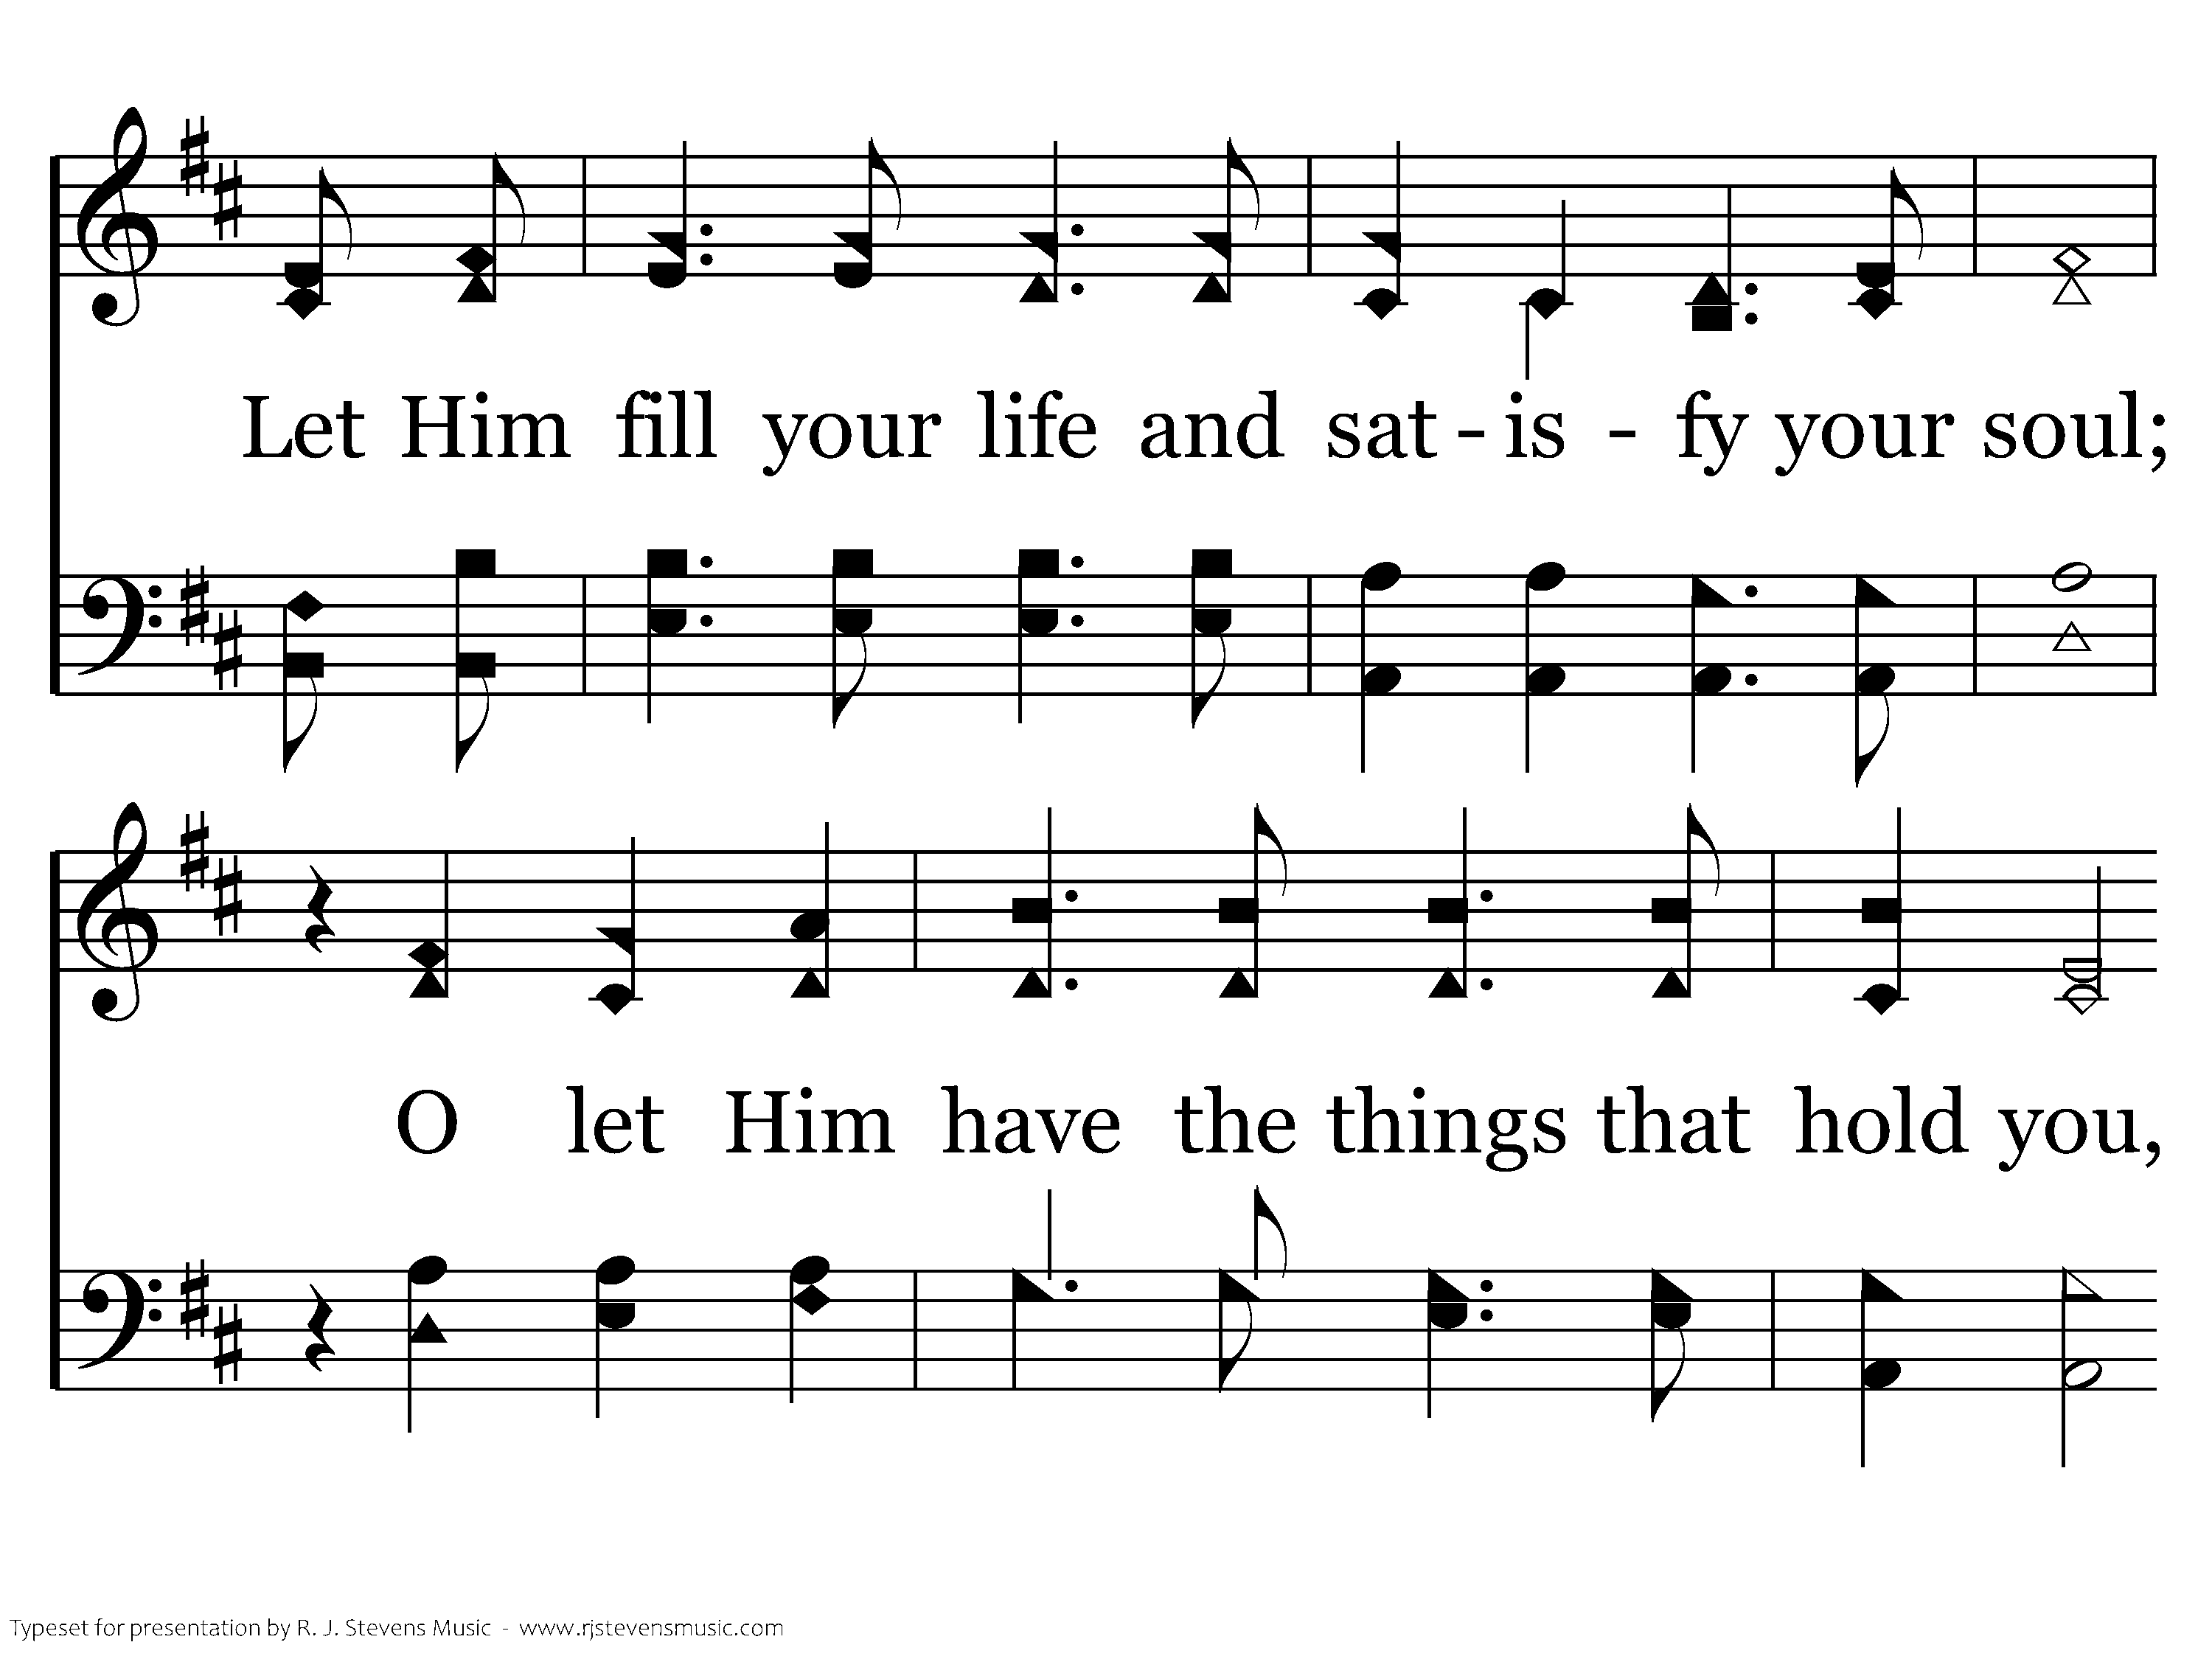 Let Him fill your life and sat - is - fy your soul;
O let Him have the things that hold you,
Typeset for presentation by R. J. Stevens Music - www.rjstevensmusic.com